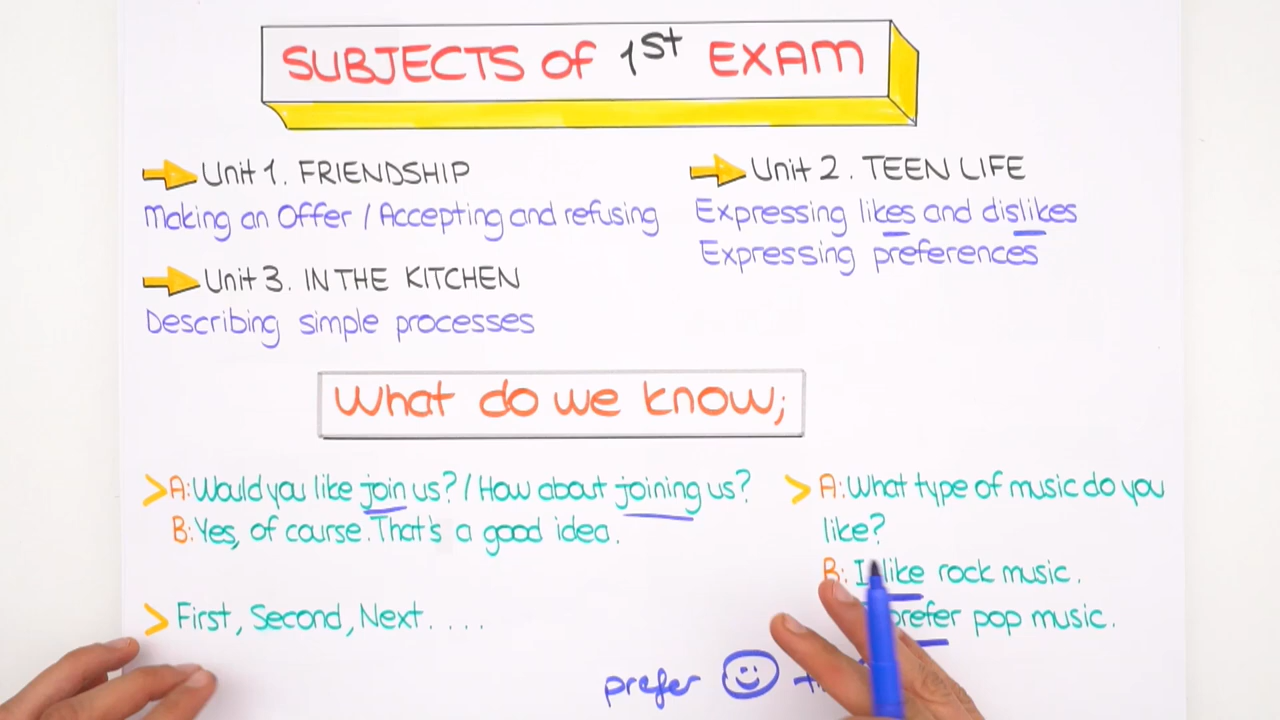 SUBJECTS of 1st EXAM
Unit 1. FRIENDSHIP
Making an Offer / Accepting and refusing
Unit 2. TEEN LIFE
Expressing likes and dislikes
Expressing preferences
Unit 3. IN THE KITCHEN
Describing simple processes
What do we know;
A: Would you like join us? / How about joining us?
B: Yes, of course. That's a good idea.
First, Second, Next . . . .
A: What type of music do you
like?
B: I like rock music.
prefer pop music.
prefer